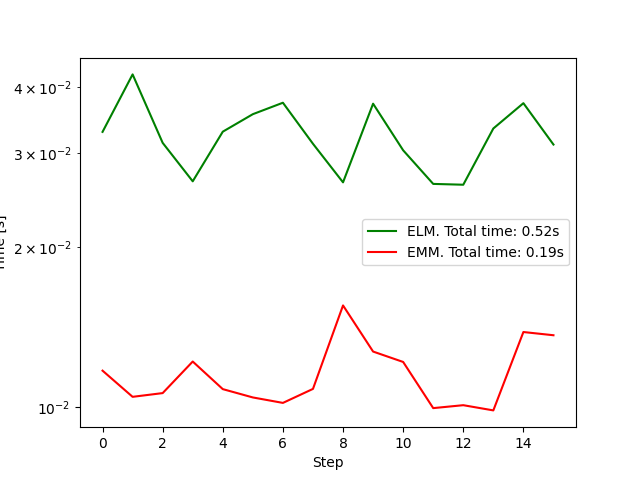 4 × 10⁻²
3 × 10⁻²
2 × 10⁻²
10⁻²
Time [s]
ELM. Total time: 0.52s
EMM. Total time: 0.19s
0 2 4 6 8 10 12 14
Step